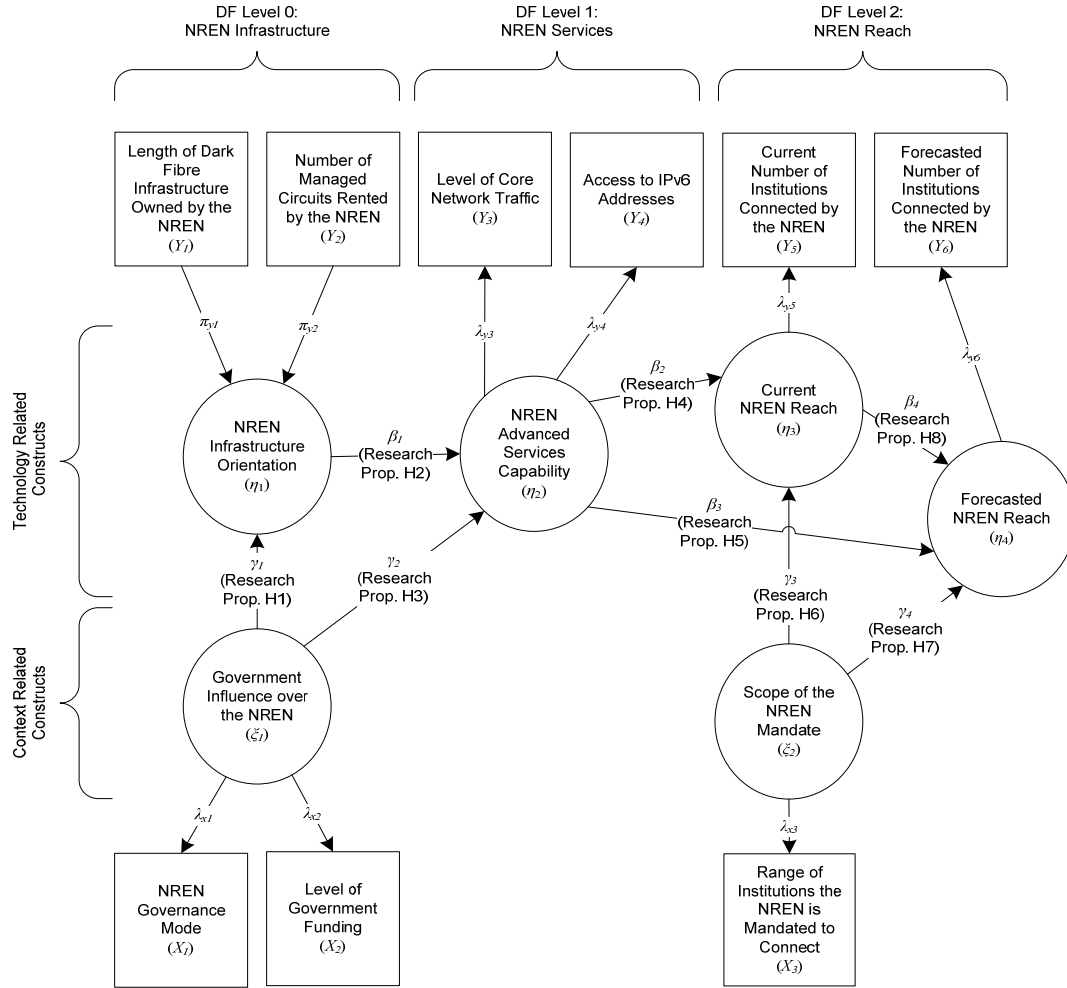 DF Level 0:
NREN Infrastructure
DF Level 1:
NREN Services
DF Level 2:
NREN Reach
Length of Dark
Fibre
Infrastructure
Owned by the
NREN
(Y1)
Number of
Managed
Circuits Rented
by the NREN
(Y2)
Level of Core
Network Traffic
(Y3)
Access to IPv6
Addresses
(Y4)
Current
Number of
Institutions
Connected by
the NREN
(Y5)
Forecasted
Number of
Institutions
Connected by
the NREN
(Y6)
πy1
πy2
λy3
λy4
λy5
λy6
Technology Related
Constructs
NREN
Infrastructure
Orientation
(η1)
β1
(Research
Prop. H2)
NREN
Advanced
Services
Capability
(η2)
β2
(Research
Prop. H4)
Current
NREN Reach
(η3)
β4
(Research
Prop. H8)
β3
(Research
Prop. H5)
Forecasted
NREN Reach
(η4)
γ1
(Research
Prop. H1)
γ2
(Research
Prop. H3)
γ3
(Research
Prop. H6)
γ4
(Research
Prop. H7)
Context Related
Constructs
Government
Influence over
the NREN
(ξ1)
Scope of the
NREN
Mandate
(ξ2)
λx1
λx2
λx3
NREN
Governance
Mode
(X1)
Level of
Government
Funding
(X2)
Range of
Institutions the
NREN is
Mandated to
Connect
(X3)